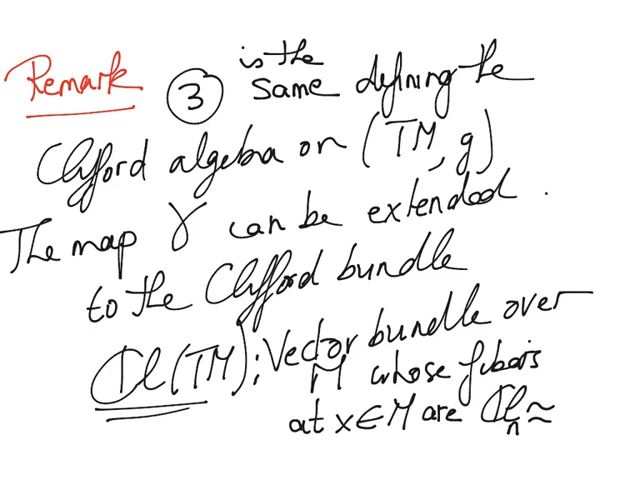 Remark ③ is the same defining the
Clifford algebra on (TM, g)
The map γ can be extended.
to the Clifford bundle
ℂl(TM); Vector bundle over
M whose fibers
at x∈M are ℂl_n ≃